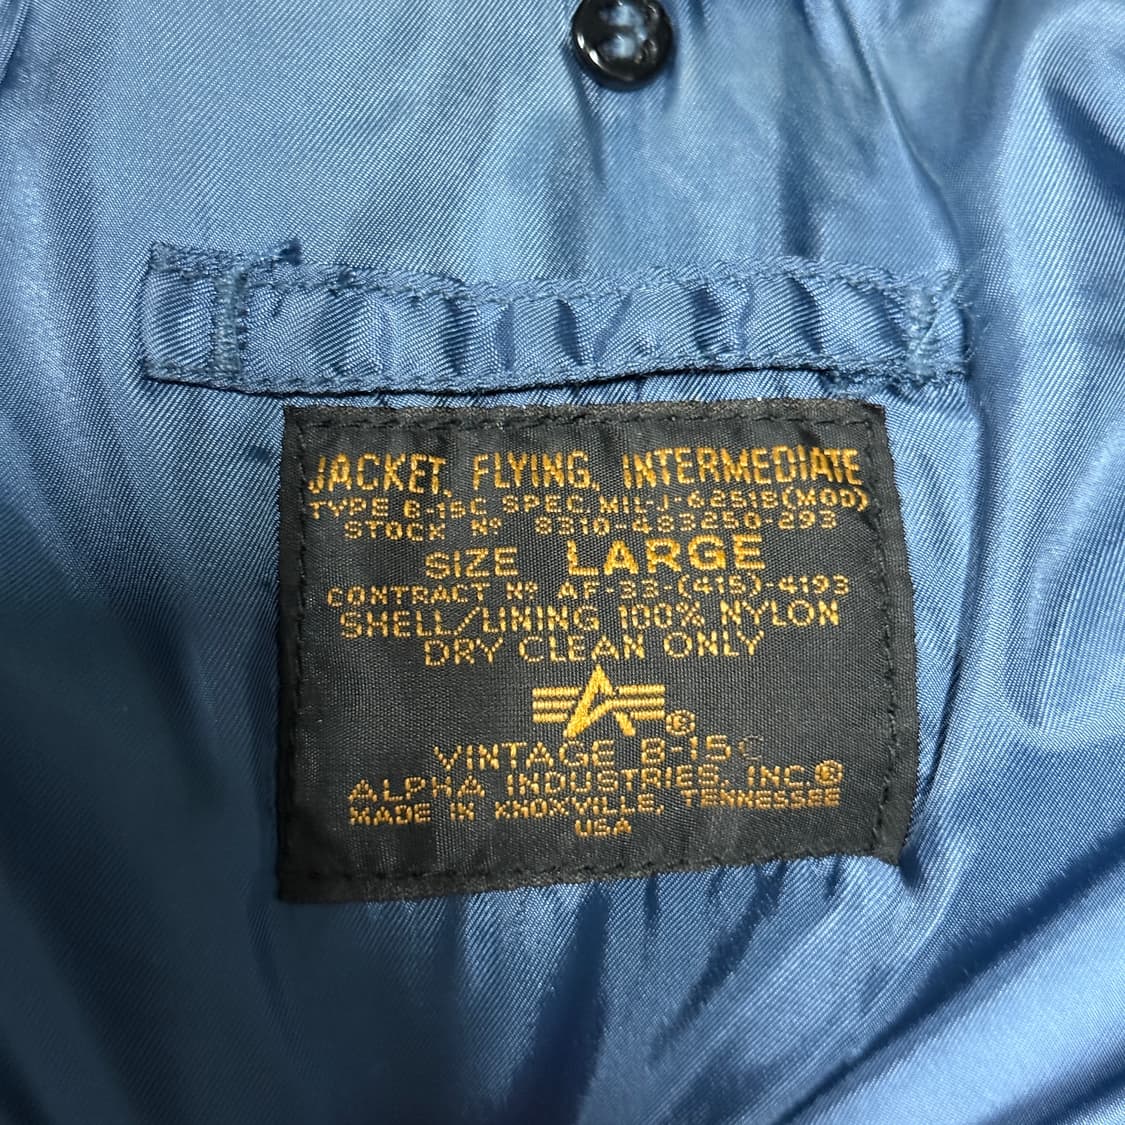 JACKET, FLYING, INTERMEDIATE
TYPE B-15C SPEC MIL-J-6251B(MOD)
STOCK Nº 8310-483250-293
SIZE LARGE
CONTRACT Nº AF-33-(415)-4193
SHELL/LINING 100% NYLON
DRY CLEAN ONLY
®
VINTAGE B-15C
ALPHA INDUSTRIES, INC.®
MADE IN KNOXVILLE, TENNESSEE
USA